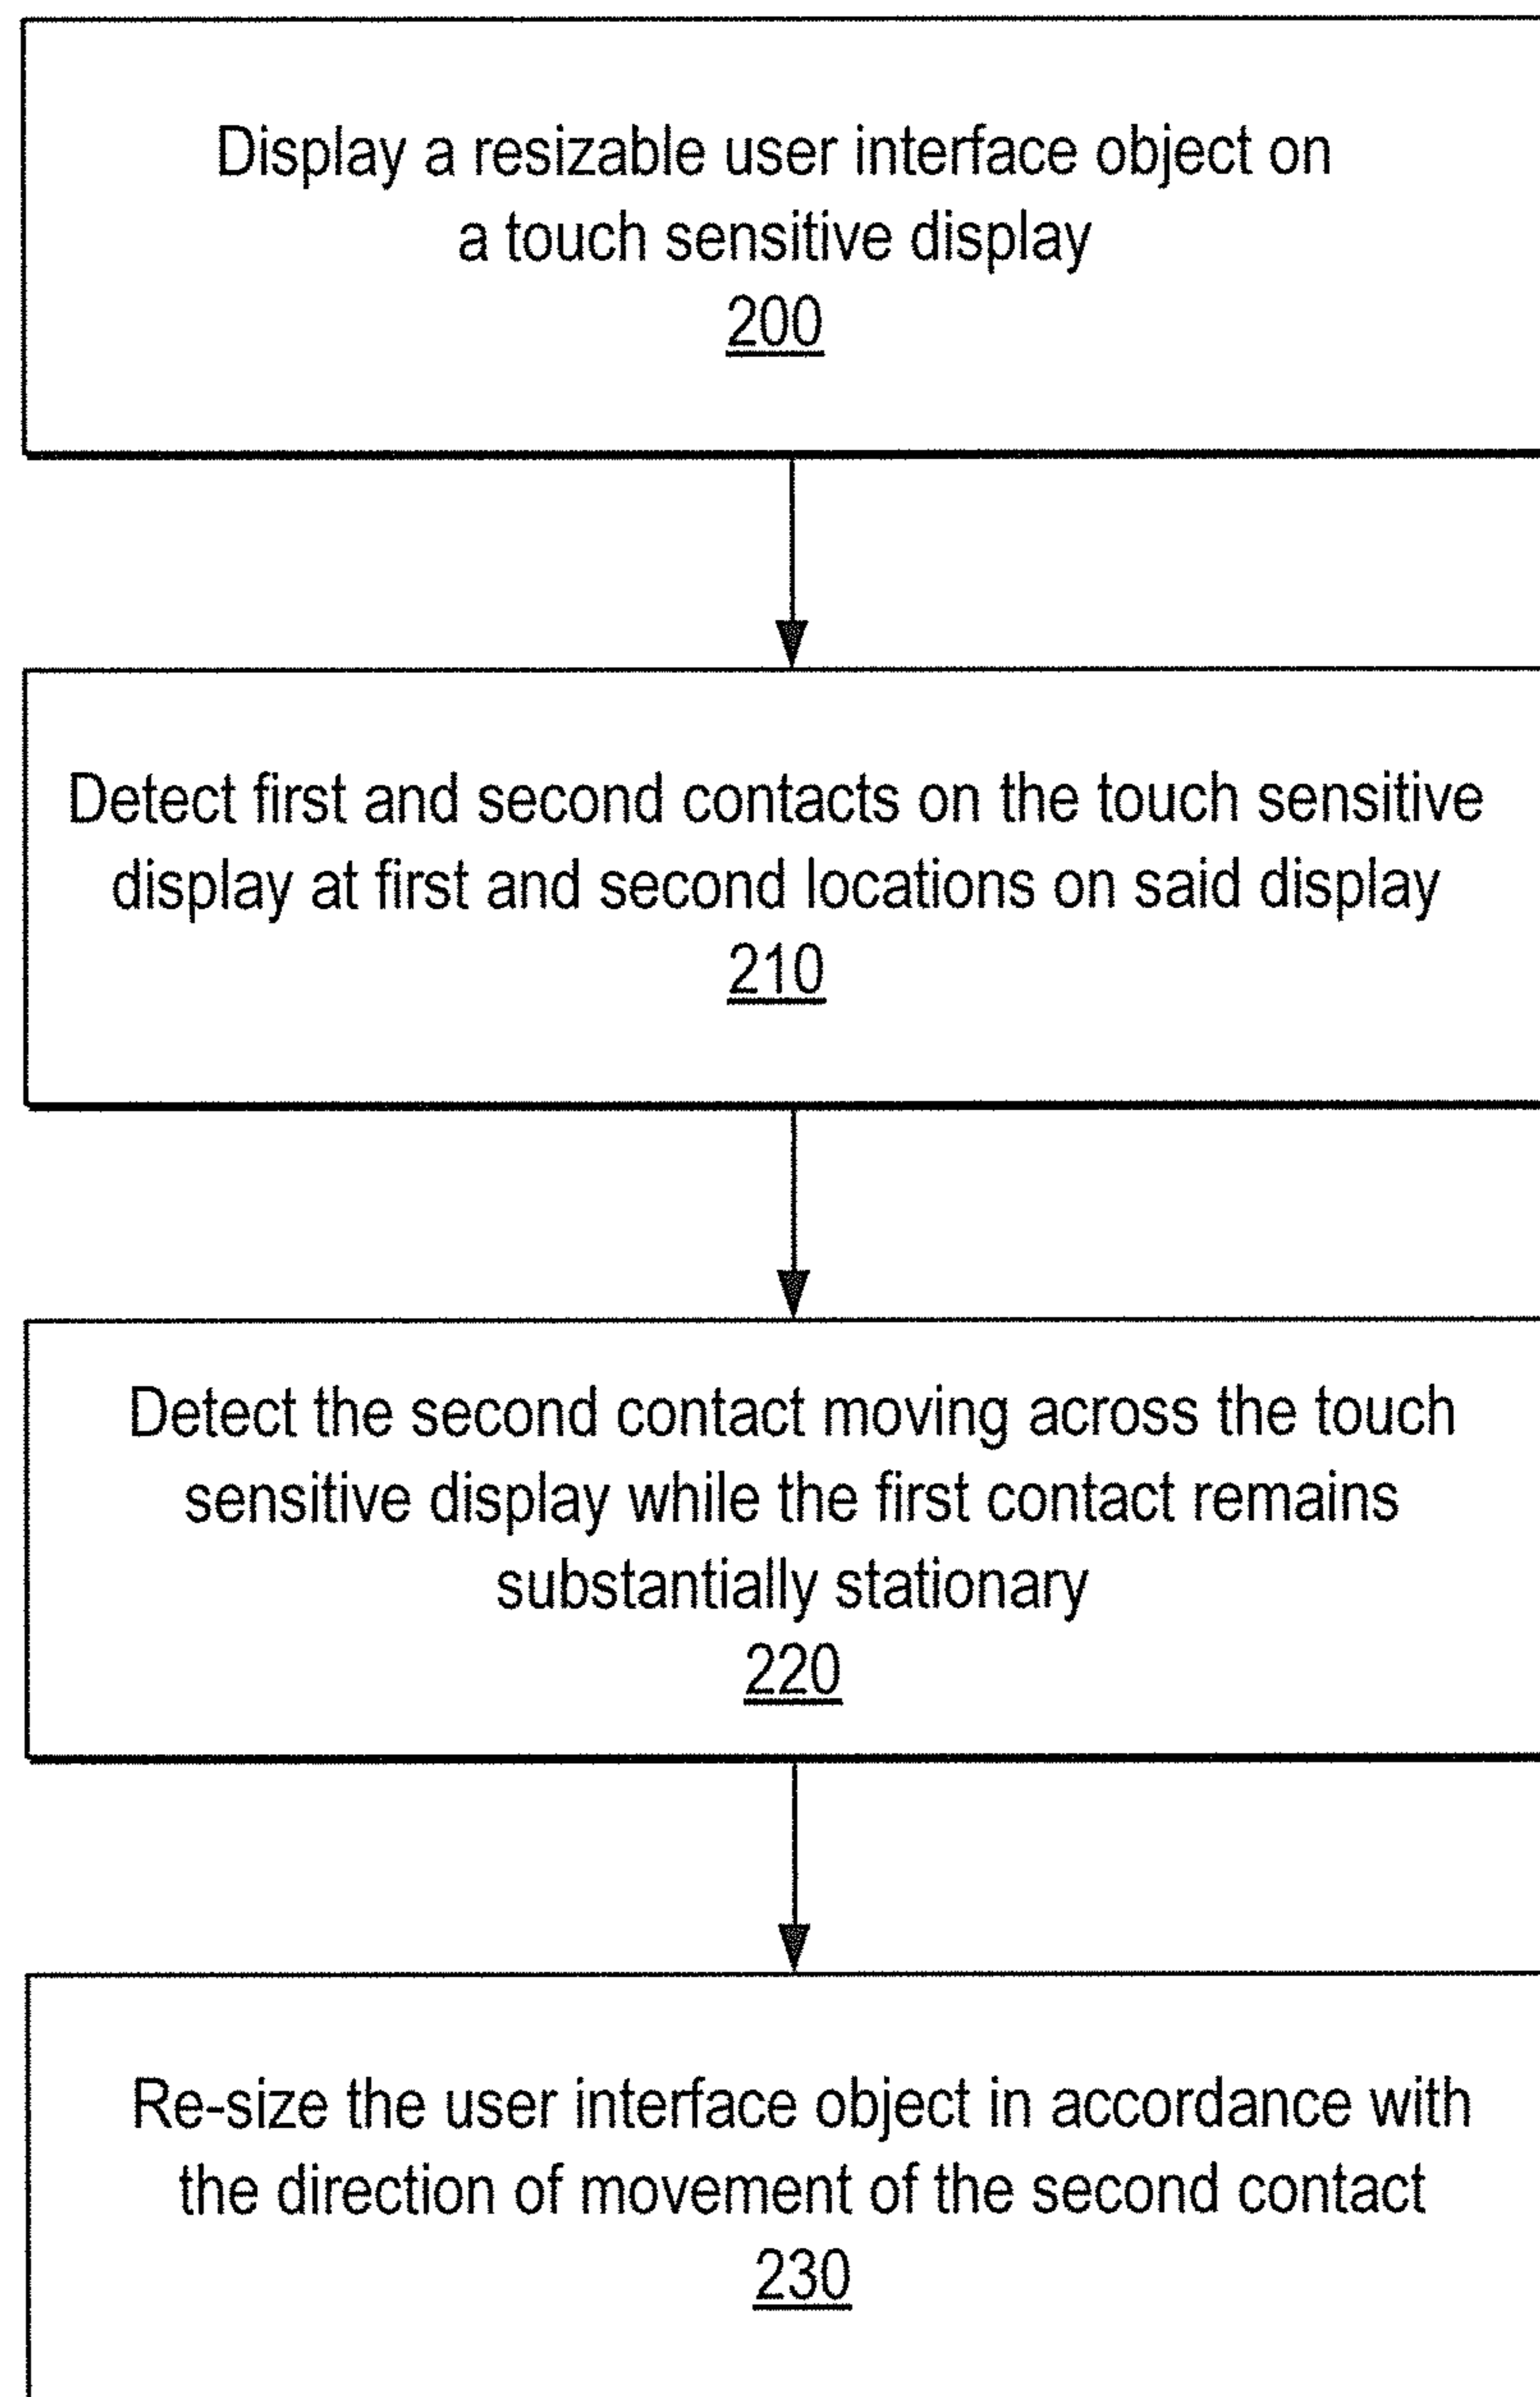 Display a resizable user interface object on
a touch sensitive display
200
Detect first and second contacts on the touch sensitive
display at first and second locations on said display
210
Detect the second contact moving across the touch
sensitive display while the first contact remains
substantially stationary
220
Re-size the user interface object in accordance with
the direction of movement of the second contact
230